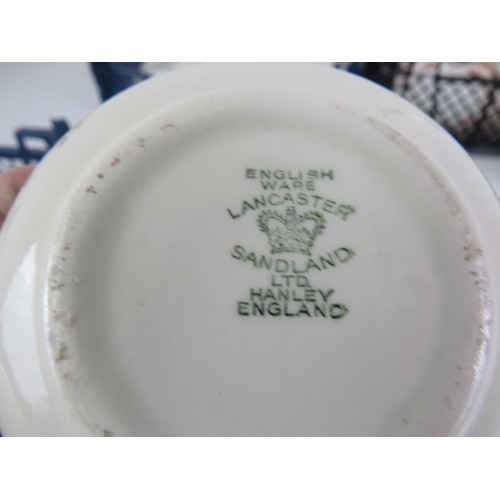 ENGLISH
WARE
LANCASTER
SANDLAND
LTD.
HANLEY
ENGLAND